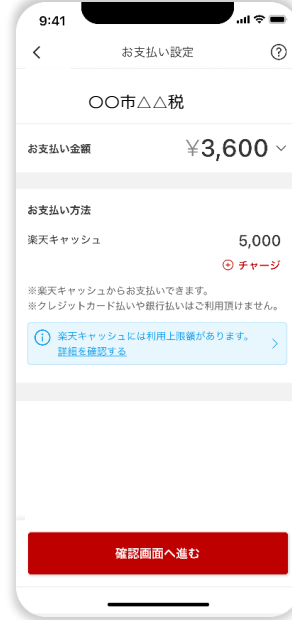 9:41
お支払い設定
〇〇市△△税
お支払い金額 ¥3,600
お支払い方法
楽天キャッシュ 5,000
チャージ
※楽天キャッシュからお支払いできます。
※クレジットカード払いや銀行払いはご利用頂けません。
楽天キャッシュには利用上限額があります。
詳細を確認する
確認画面へ進む